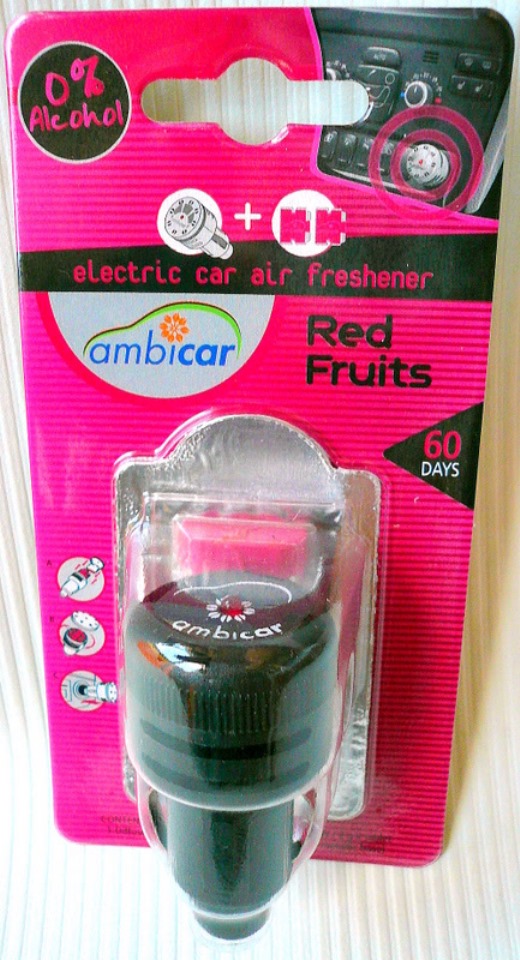 0%
Alcohol
electric car air freshener
ambicar
Red
Fruits
60
DAYS
A
B
C
ambicar